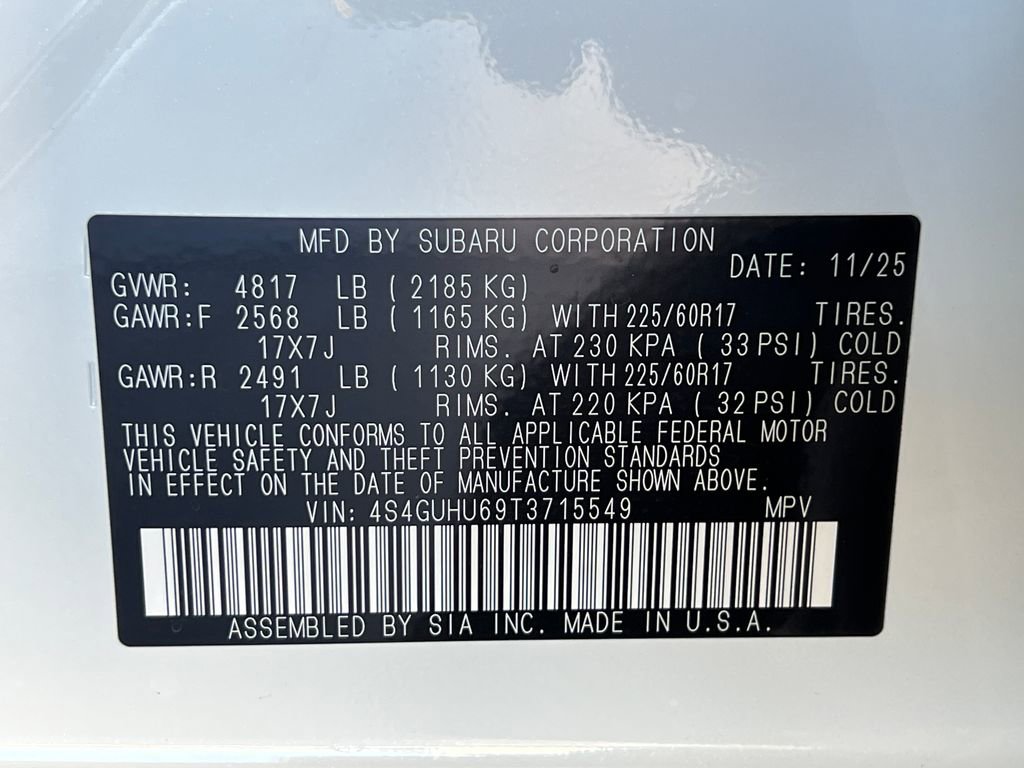 MFD BY SUBARU CORPORATION
DATE: 11/25
GVWR: 4817 LB ( 2185 KG)
GAWR:F 2568 LB ( 1165 KG) WITH 225/60R17 TIRES.
17X7J RIMS. AT 230 KPA ( 33 PSI) COLD
GAWR:R 2491 LB ( 1130 KG) WITH 225/60R17 TIRES.
17X7J RIMS. AT 220 KPA ( 32 PSI) COLD
THIS VEHICLE CONFORMS TO ALL APPLICABLE FEDERAL MOTOR
VEHICLE SAFETY AND THEFT PREVENTION STANDARDS
IN EFFECT ON THE DATE OF MANUFACTURE SHOWN ABOVE.
VIN: 4S4GUHU69T3715549 MPV
ASSEMBLED BY SIA INC. MADE IN U.S.A.